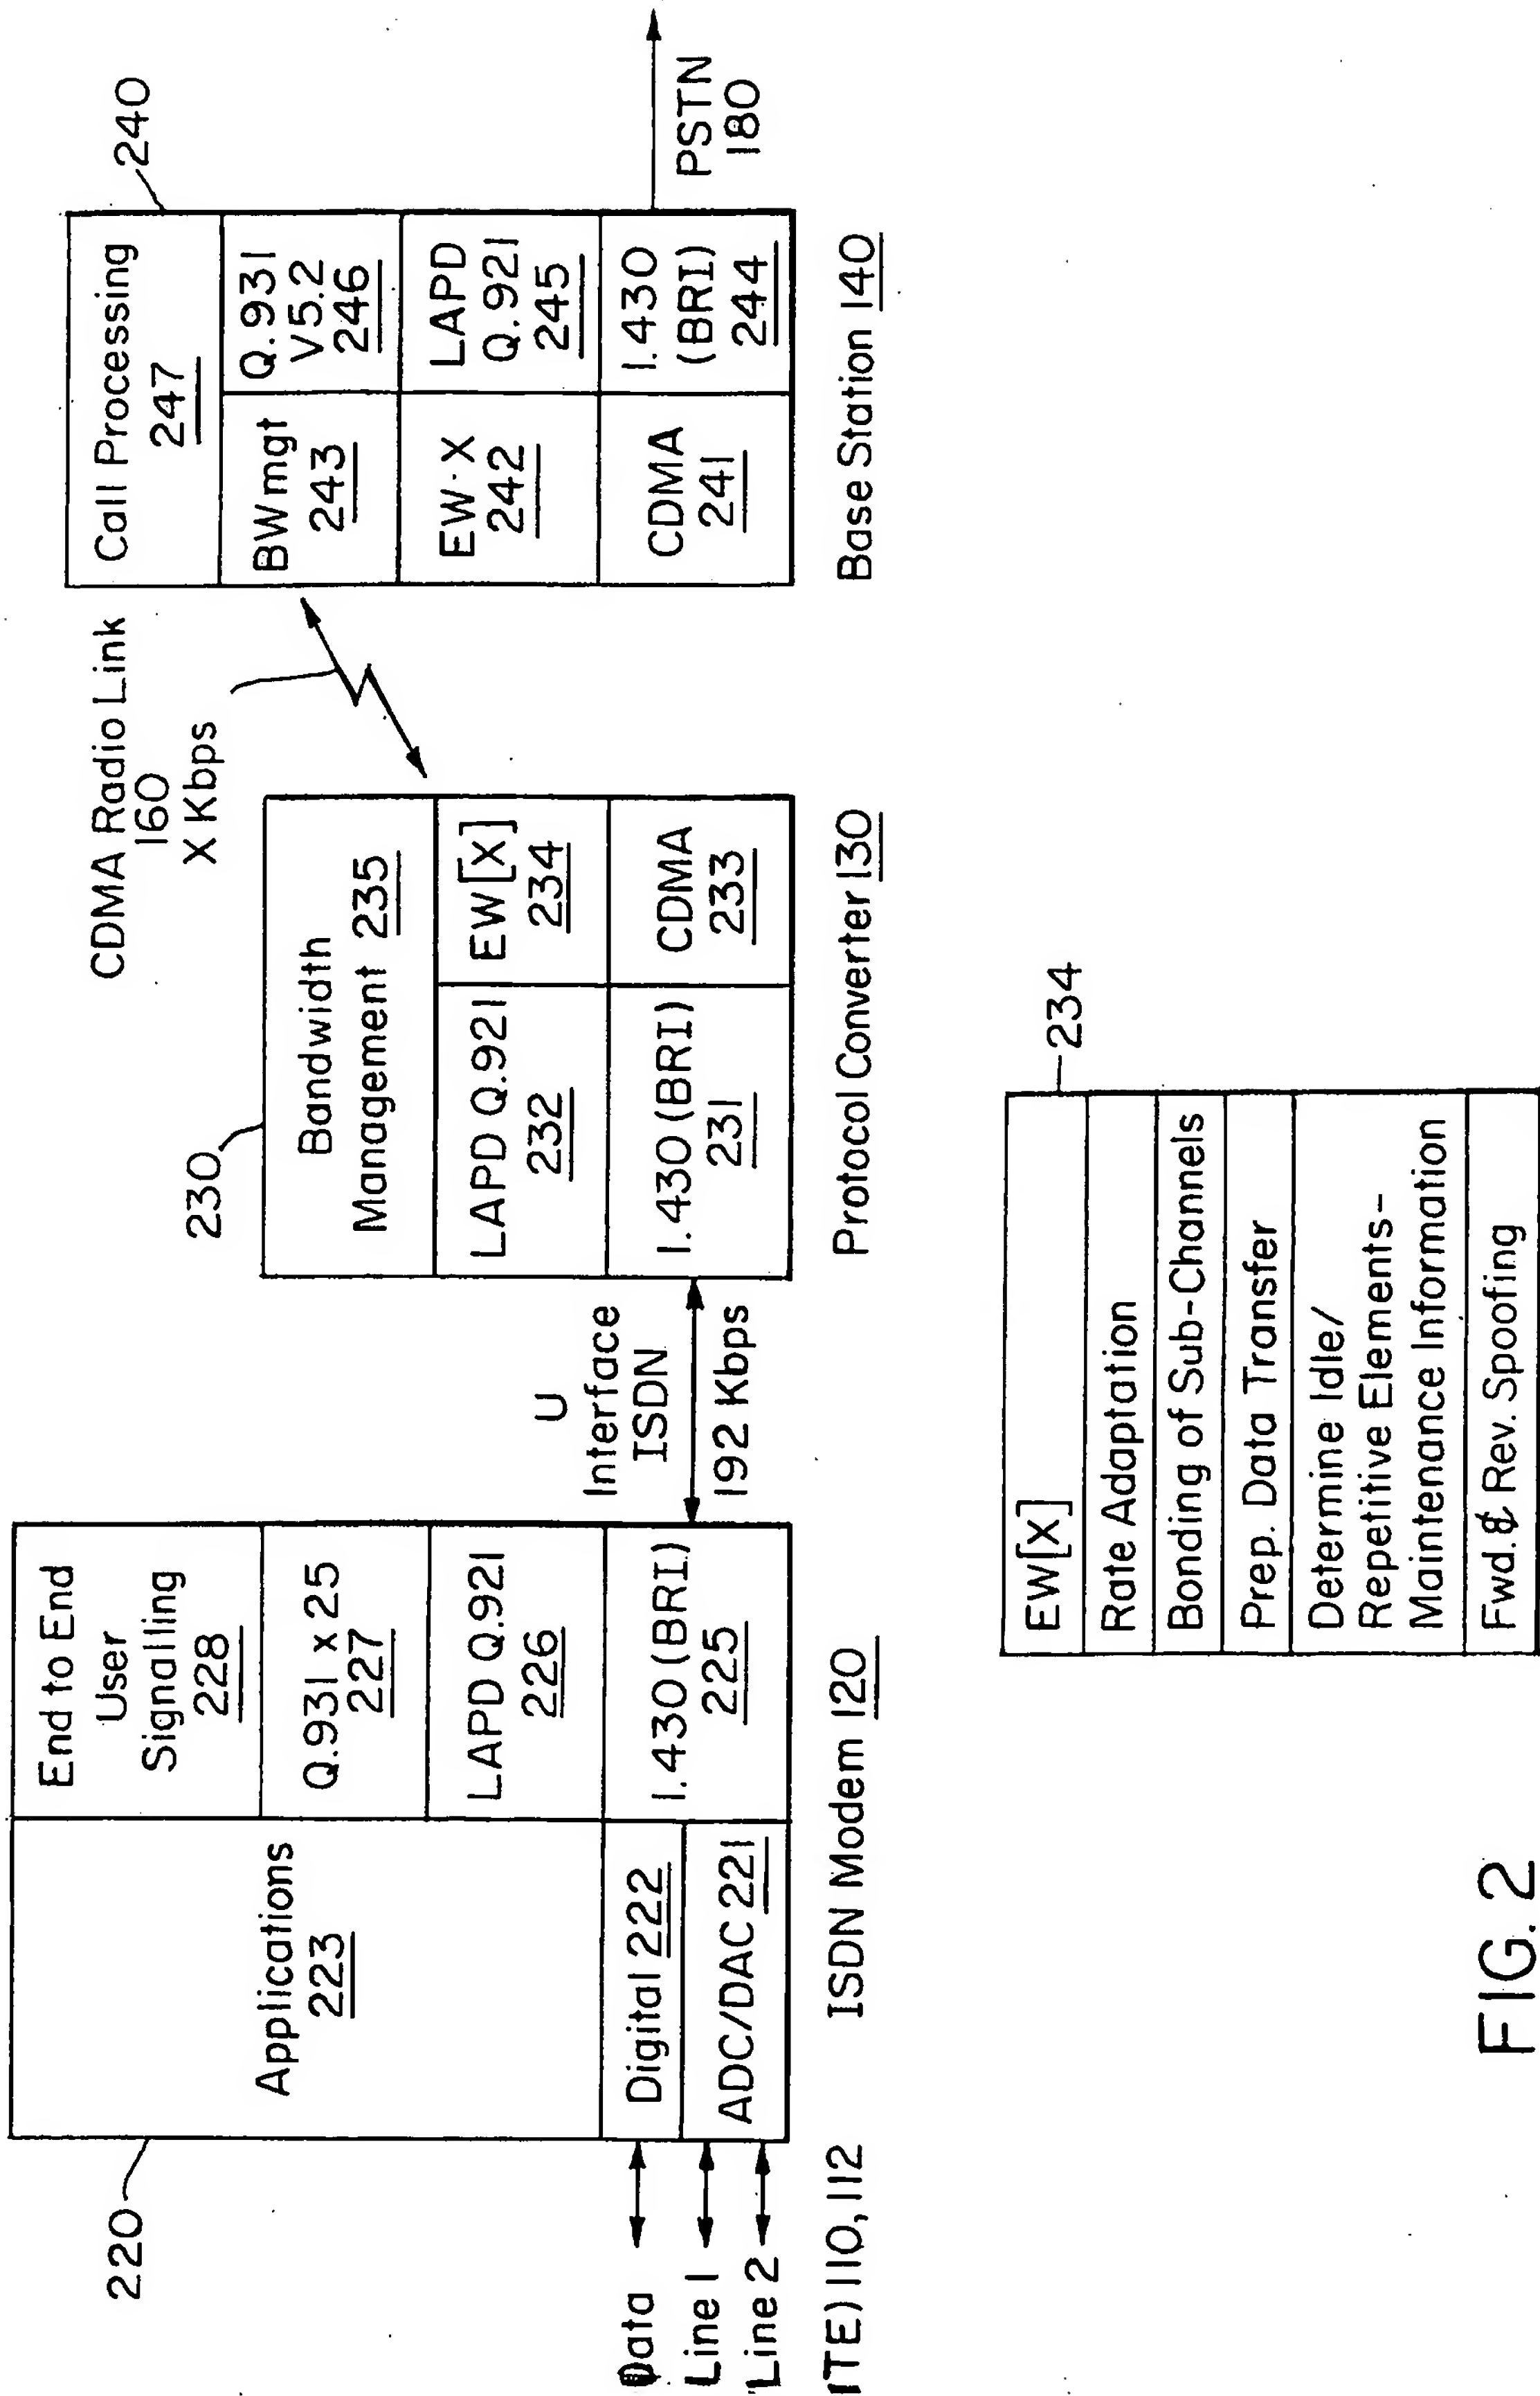 220
Applications
223
End to End
User
Signalling
228
Q.931 x 25
227
LAPD Q.921
226
Digital 222
ADC/DAC 221
I.430 (BRI)
225
Data
Line 1
Line 2
(TE) 110, 112
ISDN Modem 120
U
Interface
ISDN
192 Kbps
230
Bandwidth
Management 235
LAPD Q.921
232
EW[X]
234
I.430 (BRI)
231
CDMA
233
Protocol Converter 130
CDMA Radio Link
160
X Kbps
240
Call Processing
247
BW mgt
243
Q.931
V5.2
246
EW·X
242
LAPD
Q.921
245
CDMA
241
I.430
(BRI)
244
Base Station 140
PSTN
180
234
EW[X]
Rate Adaptation
Bonding of Sub-Channels
Prep. Data Transfer
Determine Idle/
Repetitive Elements-
Maintenance Information
Fwd. & Rev. Spoofing
FIG. 2